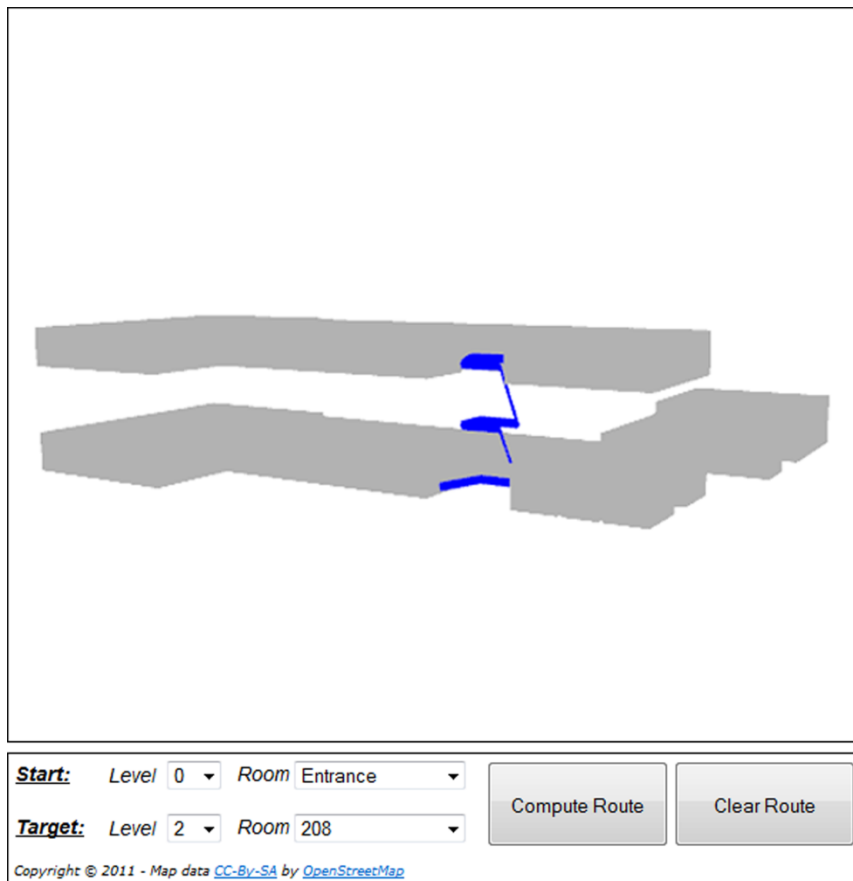 Start: Level 0 Room Entrance
Target: Level 2 Room 208
Compute Route
Clear Route
Copyright © 2011 - Map data CC-By-SA by OpenStreetMap